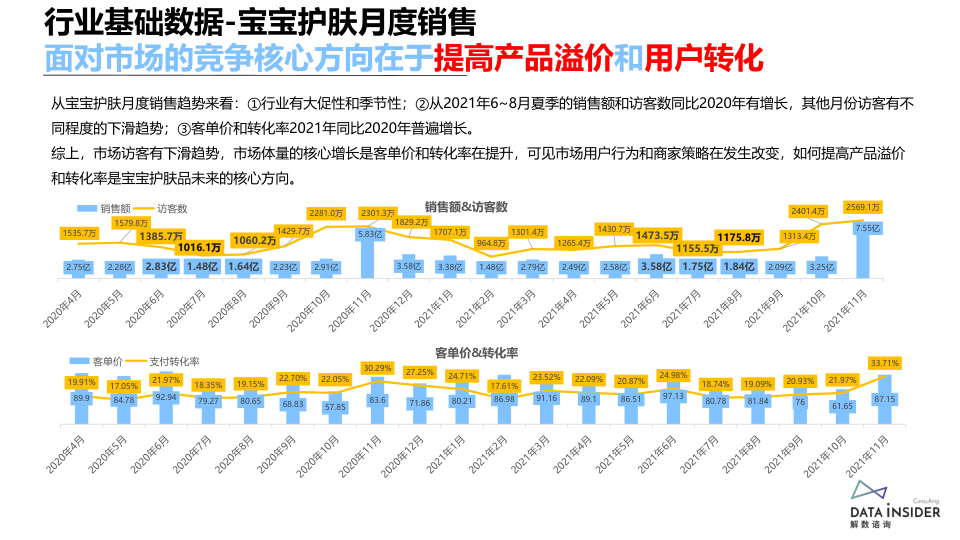 行业基础数据-宝宝护肤月度销售
面对市场的竞争核心方向在于提高产品溢价和用户转化
从宝宝护肤月度销售趋势来看：①行业有大促性和季节性；②从2021年6~8月夏季的销售额和访客数同比2020年有增长，其他月份访客有不
同程度的下滑趋势；③客单价和转化率2021年同比2020年普遍增长。
综上，市场访客有下滑趋势，市场体量的核心增长是客单价和转化率在提升，可见市场用户行为和商家策略在发生改变，如何提高产品溢价
和转化率是宝宝护肤品未来的核心方向。
销售额&访客数
销售额 访客数
1535.7万 1579.8万 1385.7万 1016.1万 1060.2万 1429.7万 2281.0万 2301.3万 1829.2万 1707.1万 964.8万 1301.4万 1265.4万 1430.7万 1473.5万 1155.5万 1175.8万 1313.4万 2401.4万 2569.1万
2.75亿 2.28亿 2.83亿 1.48亿 1.64亿 2.23亿 2.91亿 5.83亿 3.58亿 3.38亿 1.48亿 2.79亿 2.49亿 2.58亿 3.58亿 1.75亿 1.84亿 2.09亿 3.25亿 7.55亿
2020年4月 2020年5月 2020年6月 2020年7月 2020年8月 2020年9月 2020年10月 2020年11月 2020年12月 2021年1月 2021年2月 2021年3月 2021年4月 2021年5月 2021年6月 2021年7月 2021年8月 2021年9月 2021年10月 2021年11月
客单价&转化率
客单价 支付转化率
19.91% 17.05% 21.97% 18.35% 19.15% 22.70% 22.05% 30.29% 27.25% 24.71% 17.61% 23.52% 22.09% 20.87% 24.98% 18.74% 19.09% 20.93% 21.97% 33.71%
89.9 84.78 92.94 79.27 80.65 68.83 57.85 83.6 71.86 80.21 86.98 91.16 89.1 86.51 97.13 80.78 81.84 76 61.65 87.15
2020年4月 2020年5月 2020年6月 2020年7月 2020年8月 2020年9月 2020年10月 2020年11月 2020年12月 2021年1月 2021年2月 2021年3月 2021年4月 2021年5月 2021年6月 2021年7月 2021年8月 2021年9月 2021年10月 2021年11月
Consulting
DATA INSIDER
解数谘询